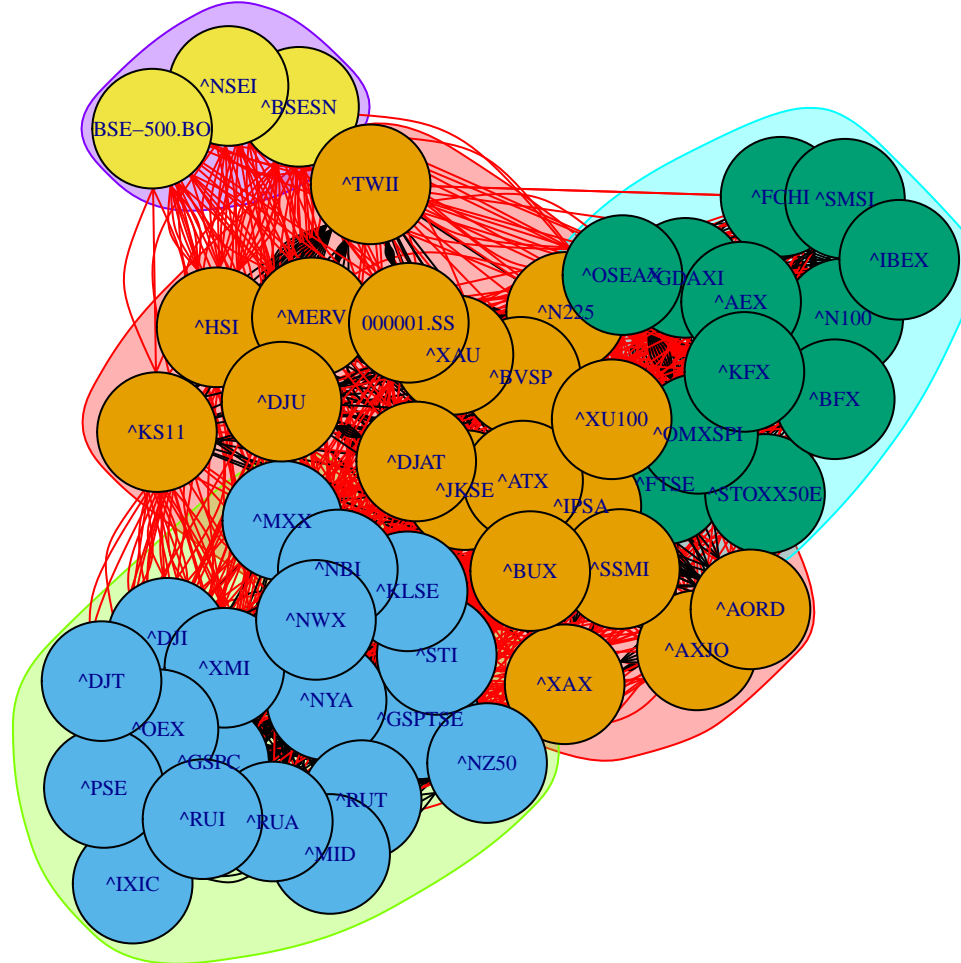 ^NSEI
^BSESN
BSE−500.BO
^TWII
^FCHI
^SMSI
^IBEX
^OSEAX
^GDAXI
^AEX
^N100
^N225
^HSI
^MERV
000001.SS
^XAU
^BVSP
^KFX
^BFX
^DJU
^XU100
^KS11
^OMXSPI
^DJAT
^JKSE
^ATX
^IPSA
^FTSE
^STOXX50E
^MXX
^NBI
^KLSE
^BUX
^SSMI
^AORD
^NWX
^DJI
^XMI
^STI
^AXJO
^DJT
^NYA
^XAX
^OEX
^GSPTSE
^GSPC
^NZ50
^PSE
^RUI
^RUA
^RUT
^MID
^IXIC